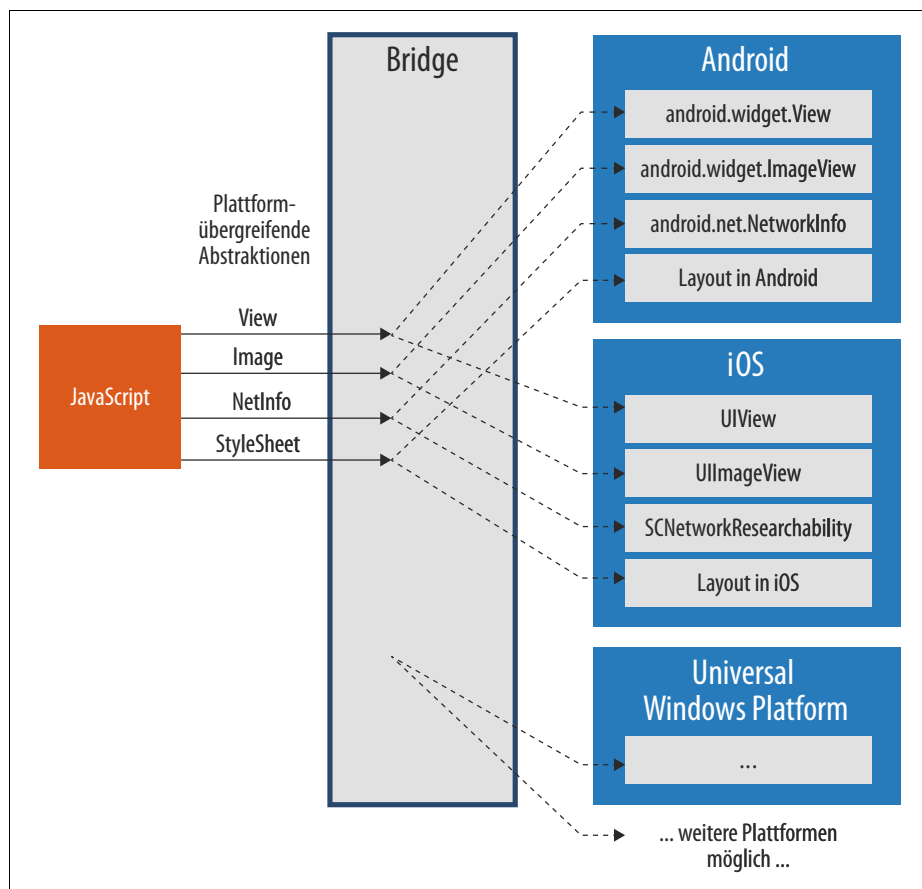 Bridge
Plattform-
übergreifende
Abstraktionen
JavaScript
View
Image
NetInfo
StyleSheet
Android
android.widget.View
android.widget.ImageView
android.net.NetworkInfo
Layout in Android
iOS
UIView
UIImageView
SCNetworkResearchability
Layout in iOS
Universal
Windows Platform
...
... weitere Plattformen
möglich ...